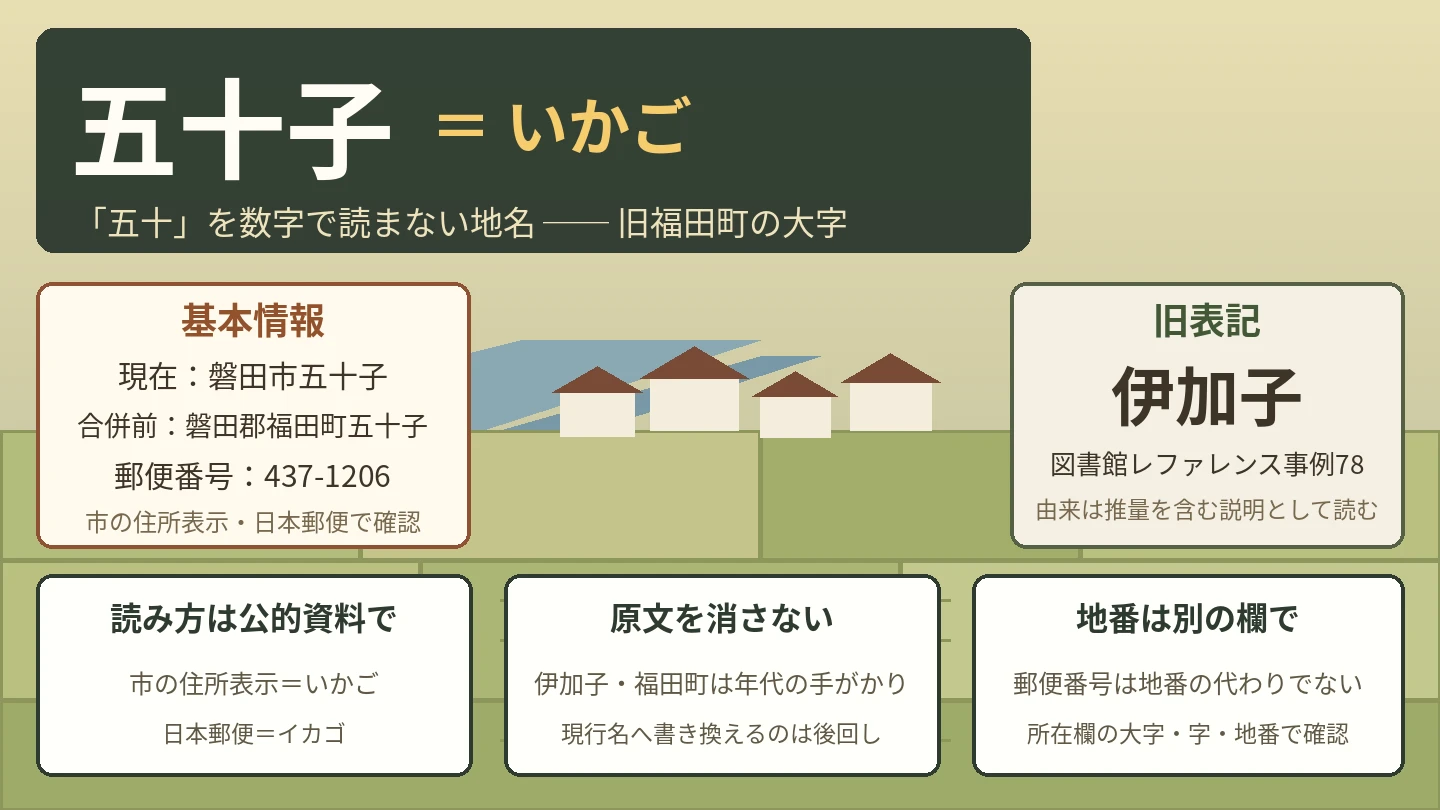 五十子 ＝ いかご
「五十」を数字で読まない地名 —— 旧福田町の大字
基本情報
現在：磐田市五十子
合併前：磐田郡福田町五十子
郵便番号：437-1206
市の住所表示・日本郵便で確認
旧表記
伊加子
図書館レファレンス事例78
由来は推量を含む説明として読む
読み方は公的資料で
市の住所表示＝いかご
日本郵便＝イカゴ
原文を消さない
伊加子・福田町は年代の手がかり
現行名へ書き換えるのは後回し
地番は別の欄で
郵便番号は地番の代わりでない
所在欄の大字・字・地番で確認